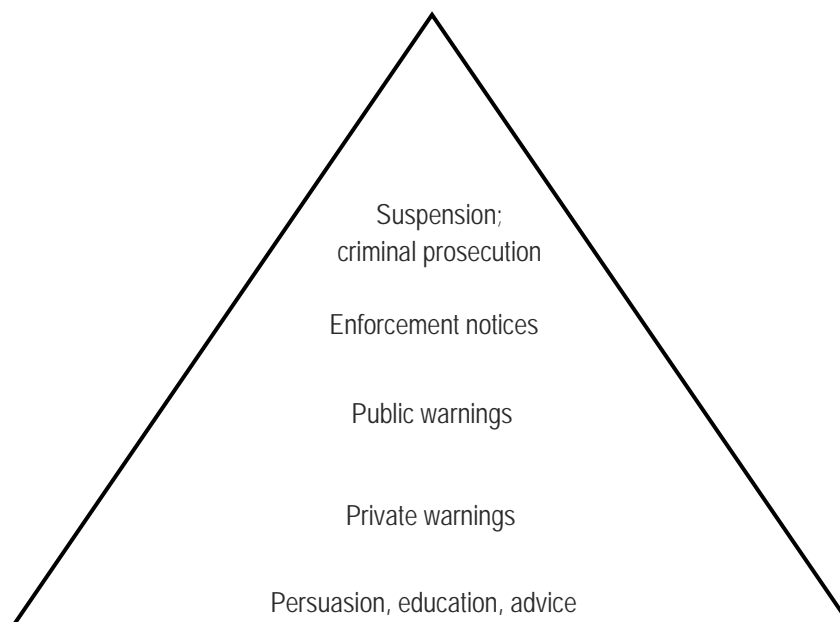 Suspension;
criminal prosecution
Enforcement notices
Public warnings
Private warnings
Persuasion, education, advice